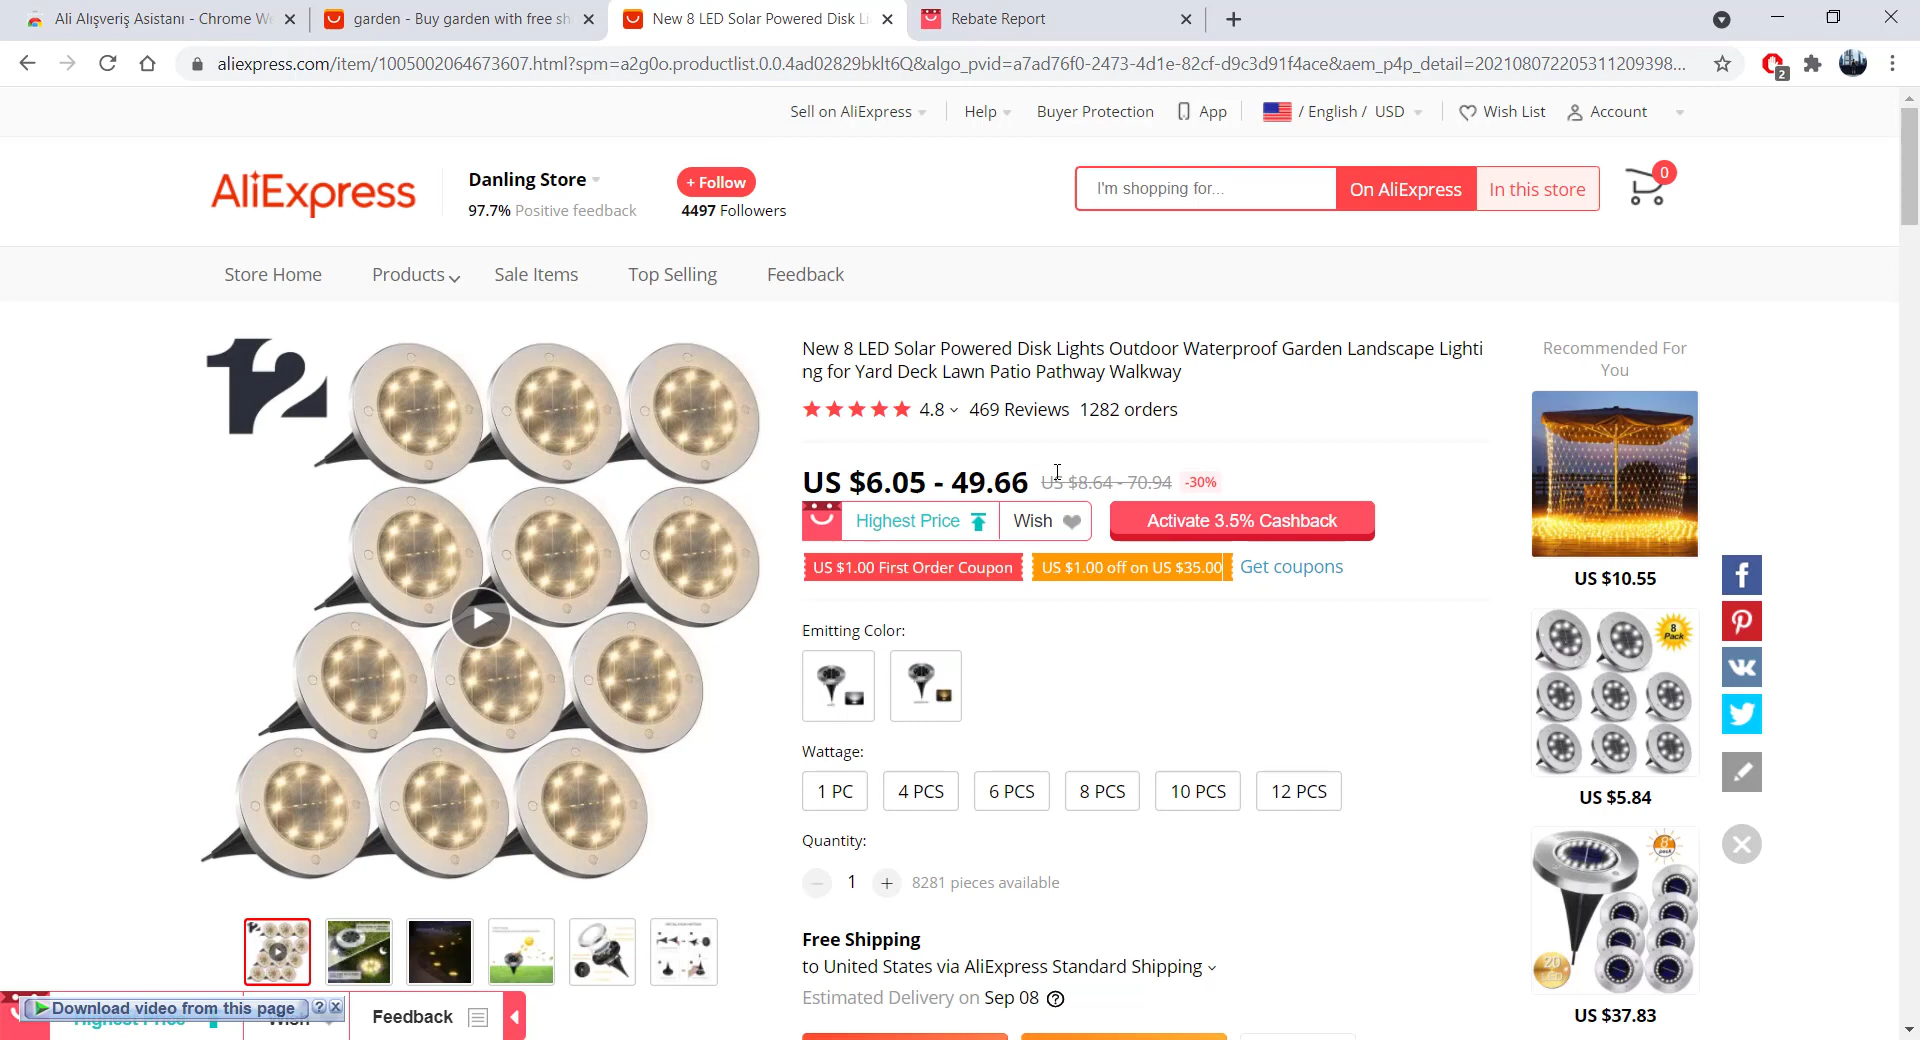 Ali Alışveriş Asistanı - Chrome We
garden - Buy garden with free sh
New 8 LED Solar Powered Disk Li
Rebate Report
aliexpress.com/item/1005002064673607.html?spm=a2g0o.productlist.0.0.4ad02829bklt6Q&algo_pvid=a7ad76f0-2473-4d1e-82cf-d9c3d91f4ace&aem_p4p_detail=202108072205311209398...
2
Sell on AliExpress
Help
Buyer Protection
App
/ English / USD
Wish List
Account
AliExpress
Danling Store
97.7% Positive feedback
+ Follow
4497 Followers
I'm shopping for...
On AliExpress
In this store
0
Store Home
Products
Sale Items
Top Selling
Feedback
12
New 8 LED Solar Powered Disk Lights Outdoor Waterproof Garden Landscape Lighti
ng for Yard Deck Lawn Patio Pathway Walkway
4.8
469 Reviews
1282 orders
US $6.05 - 49.66
US $8.64 - 70.94
-30%
Highest Price
Wish
Activate 3.5% Cashback
US $1.00 First Order Coupon
US $1.00 off on US $35.00
Get coupons
Emitting Color:
Wattage:
1 PC
4 PCS
6 PCS
8 PCS
10 PCS
12 PCS
Quantity:
1
8281 pieces available
Free Shipping
to United States via AliExpress Standard Shipping
Estimated Delivery on Sep 08
Recommended For
You
US $10.55
8
Pack
US $5.84
8
20
LED
US $37.83
Download video from this page
Highest Price
Wish
Feedback